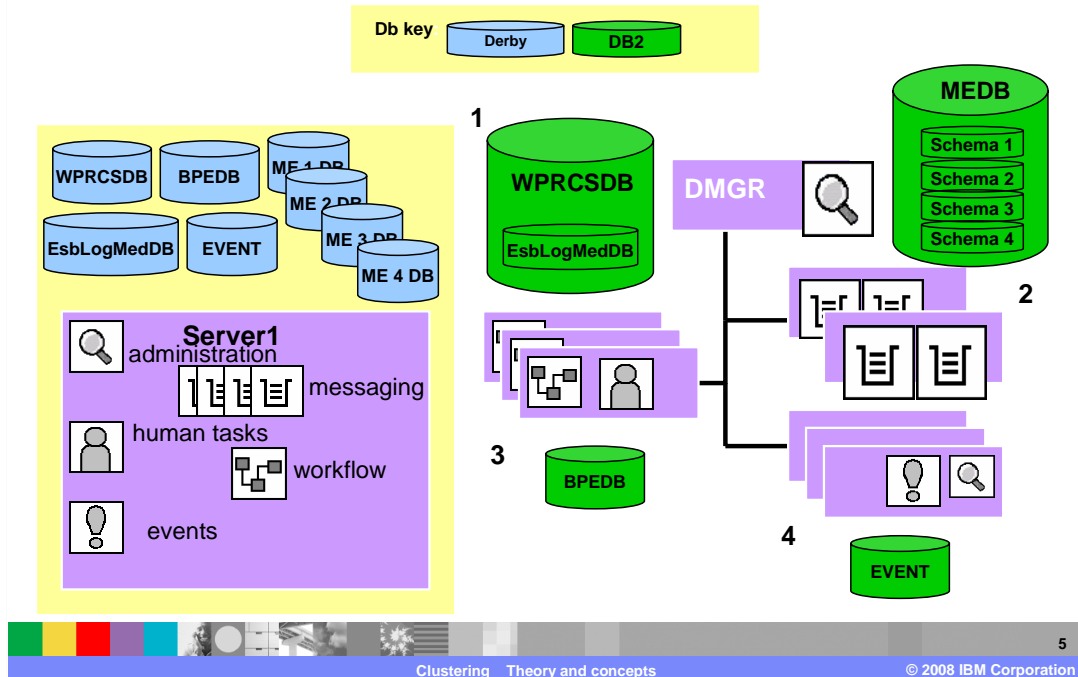 Db key
Derby
DB2
WPRCSDB
BPEDB
ME 1 DB
ME 2 DB
ME 3 DB
ME 4 DB
EsbLogMedDB
EVENT
Server1
administration
messaging
human tasks
workflow
events
1
WPRCSDB
EsbLogMedDB
DMGR
MEDB
Schema 1
Schema 2
Schema 3
Schema 4
2
3
BPEDB
4
EVENT
5
Clustering Theory and concepts
© 2008 IBM Corporation